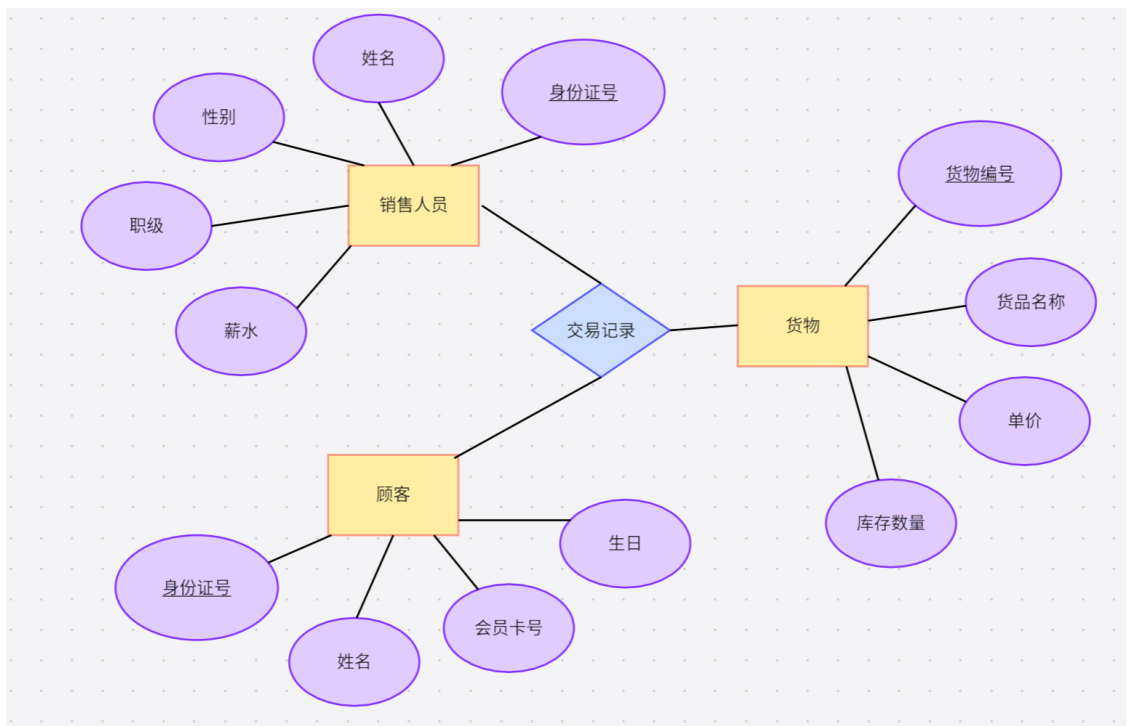 姓名
身份证号
性别
销售人员
职级
薪水
货物编号
货品名称
交易记录
货物
单价
库存数量
顾客
生日
身份证号
会员卡号
姓名